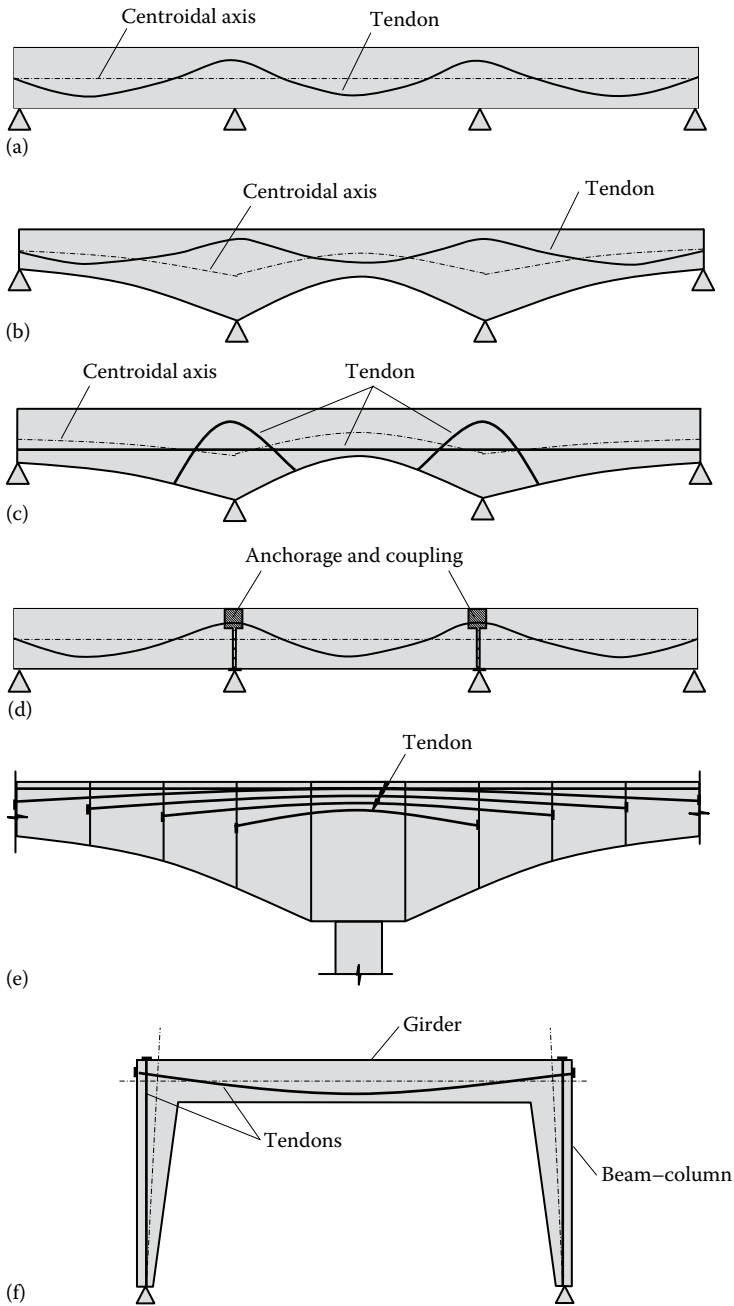 Centroidal axis
Tendon
(a)
Centroidal axis
Tendon
(b)
Centroidal axis
Tendon
(c)
Anchorage and coupling
(d)
Tendon
(e)
Girder
Tendons
Beam–column
(f)